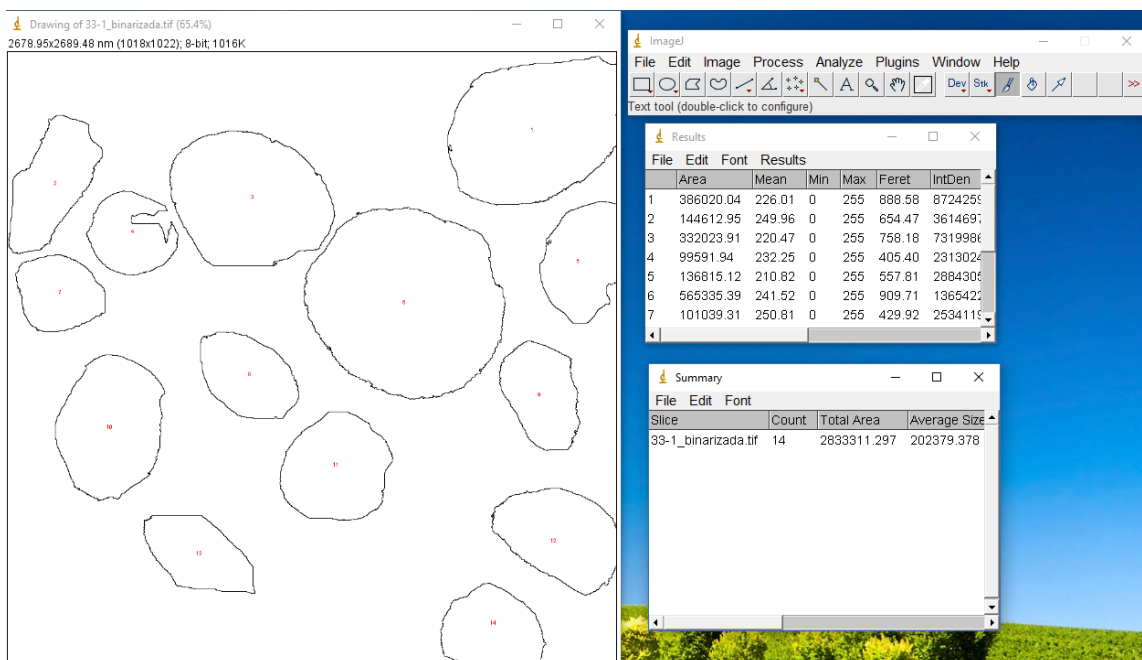 Drawing of 33-1_binarizada.tif (65.4%)
2678.95x2689.48 nm (1018x1022); 8-bit; 1016K
1
2
3
4
5
6
7
8
9
10
11
12
13
14
ImageJ
File Edit Image Process Analyze Plugins Window Help
A Dev Stk >>
Text tool (double-click to configure)
Results
File Edit Font Results
Area Mean Min Max Feret IntDen
1 386020.04 226.01 0 255 888.58 8724259
2 144612.95 249.96 0 255 654.47 3614697
3 332023.91 220.47 0 255 758.18 7319986
4 99591.94 232.25 0 255 405.40 2313024
5 136815.12 210.82 0 255 557.81 2884305
6 565335.39 241.52 0 255 909.71 1365422
7 101039.31 250.81 0 255 429.92 2534119
Summary
File Edit Font
Slice Count Total Area Average Size
33-1_binarizada.tif 14 2833311.297 202379.378